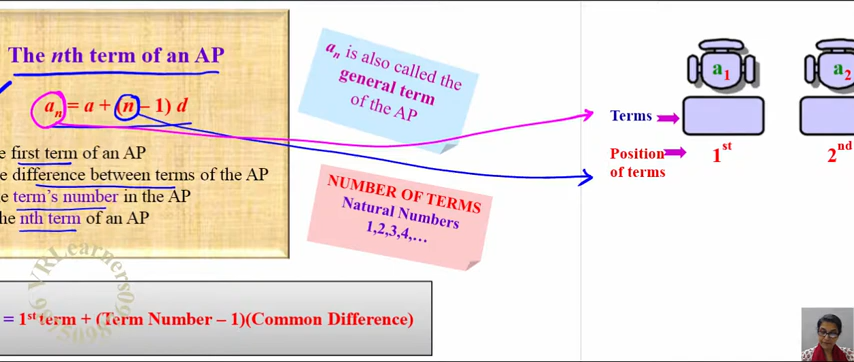 The nth term of an AP
aₙ = a + (n – 1) d
first term of an AP
difference between terms of the AP
term's number in the AP
the nth term of an AP
= 1st term + (Term Number – 1)(Common Difference)
aₙ is also called the
general term
of the AP
NUMBER OF TERMS
Natural Numbers
1,2,3,4,...
Terms
Position
of terms
a₁
a₂
1st
2nd
VRLearners